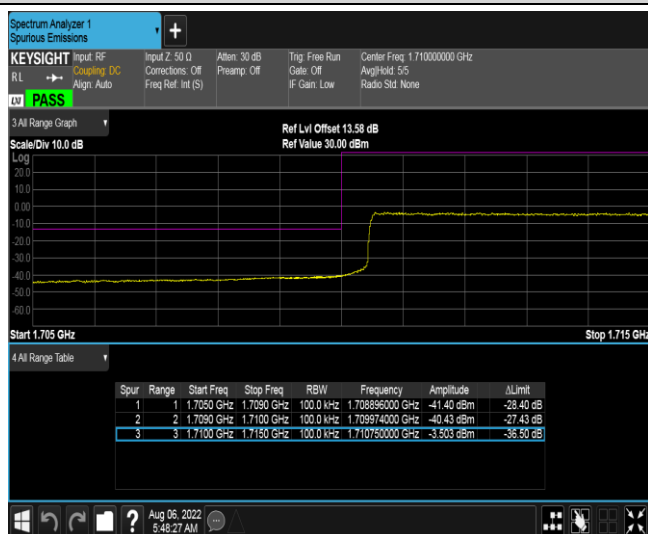 Spectrum Analyzer 1
Spurious Emissions
KEYSIGHT
R L
LXI PASS
Input: RF
Coupling: DC
Align: Auto
Input Z: 50 Ω
Corrections: Off
Freq Ref: Int (S)
Atten: 30 dB
Preamp: Off
Trig: Free Run
Gate: Off
IF Gain: Low
Center Freq: 1.710000000 GHz
Avg|Hold: 5/5
Radio Std: None
3 All Range Graph
Scale/Div 10.0 dB
Ref Lvl Offset 13.58 dB
Ref Value 30.00 dBm
Log
20.0
10.0
0.00
-10.0
-20.0
-30.0
-40.0
-50.0
-60.0
Start 1.705 GHz
Stop 1.715 GHz
4 All Range Table
Spur Range Start Freq Stop Freq RBW Frequency Amplitude ΔLimit
1 1 1.7050 GHz 1.7090 GHz 100.0 kHz 1.708896000 GHz -41.40 dBm -28.40 dB
2 2 1.7090 GHz 1.7100 GHz 100.0 kHz 1.709974000 GHz -40.43 dBm -27.43 dB
3 3 1.7100 GHz 1.7150 GHz 100.0 kHz 1.710750000 GHz -3.503 dBm -36.50 dB
Aug 06, 2022
5:48:27 AM